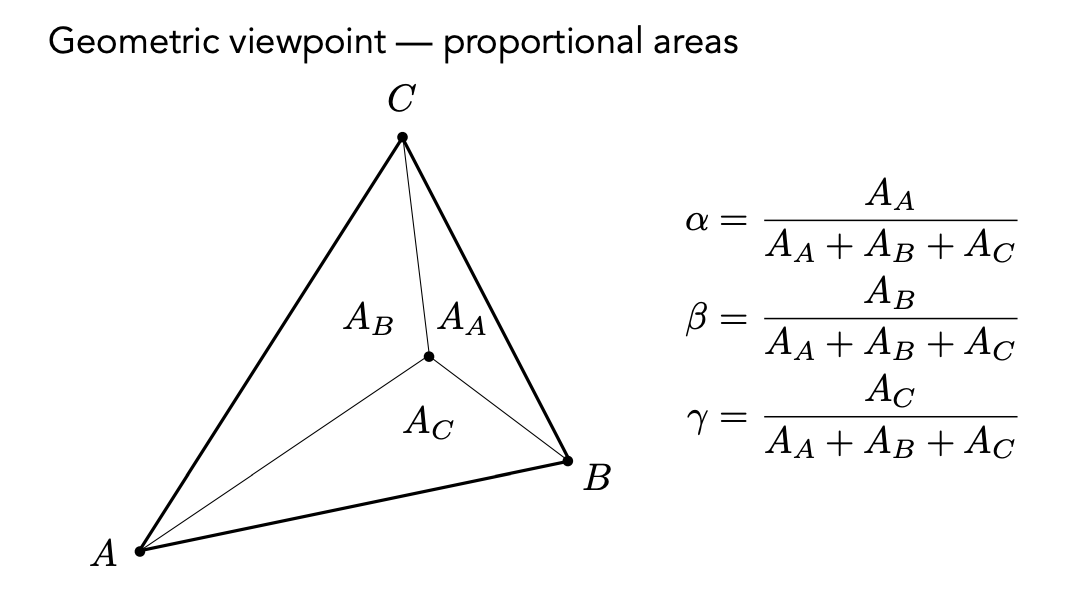 Geometric viewpoint — proportional areas
C
α = A_A / (A_A + A_B + A_C)
β = A_B / (A_A + A_B + A_C)
A_B A_A
γ = A_C / (A_A + A_B + A_C)
A_C
B
A